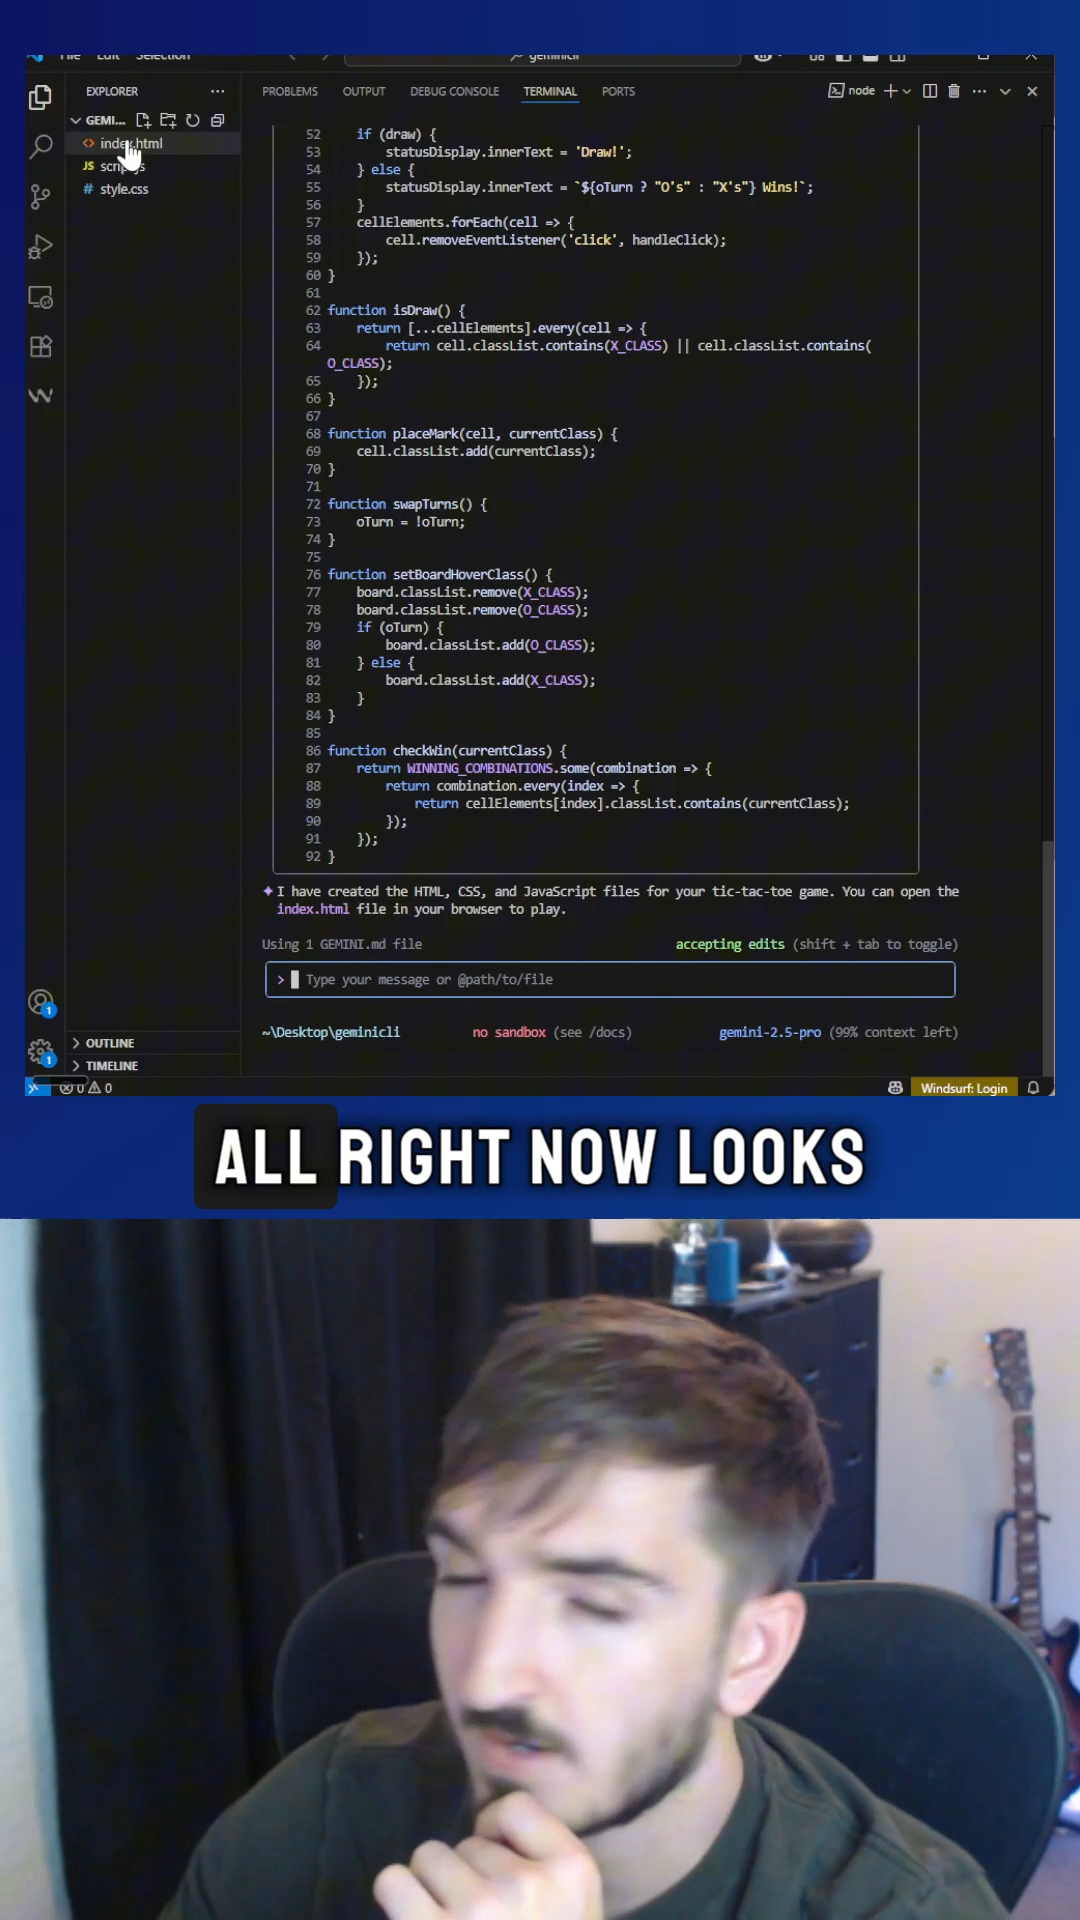 File Edit Selection
geminicli
EXPLORER
PROBLEMS OUTPUT DEBUG CONSOLE TERMINAL PORTS
node
GEMI...
index.html
style.css
52 if (draw) {
53 statusDisplay.innerText = 'Draw!';
54 } else {
55 statusDisplay.innerText = `${oTurn ? "O's" : "X's"} Wins!`;
56 }
57 cellElements.forEach(cell => {
58 cell.removeEventListener('click', handleClick);
59 });
60 }
61
62 function isDraw() {
63 return [...cellElements].every(cell => {
64 return cell.classList.contains(X_CLASS) || cell.classList.contains(
O_CLASS);
65 });
66 }
67
68 function placeMark(cell, currentClass) {
69 cell.classList.add(currentClass);
70 }
71
72 function swapTurns() {
73 oTurn = !oTurn;
74 }
75
76 function setBoardHoverClass() {
77 board.classList.remove(X_CLASS);
78 board.classList.remove(O_CLASS);
79 if (oTurn) {
80 board.classList.add(O_CLASS);
81 } else {
82 board.classList.add(X_CLASS);
83 }
84 }
85
86 function checkWin(currentClass) {
87 return WINNING_COMBINATIONS.some(combination => {
88 return combination.every(index => {
89 return cellElements[index].classList.contains(currentClass);
90 });
91 });
92 }
✦ I have created the HTML, CSS, and JavaScript files for your tic-tac-toe game. You can open the
index.html file in your browser to play.
Using 1 GEMINI.md file accepting edits (shift + tab to toggle)
> Type your message or @path/to/file
~\Desktop\geminicli no sandbox (see /docs) gemini-2.5-pro (99% context left)
1
1
OUTLINE
TIMELINE
0 0
Windsurf: Login
ALL RIGHT NOW LOOKS